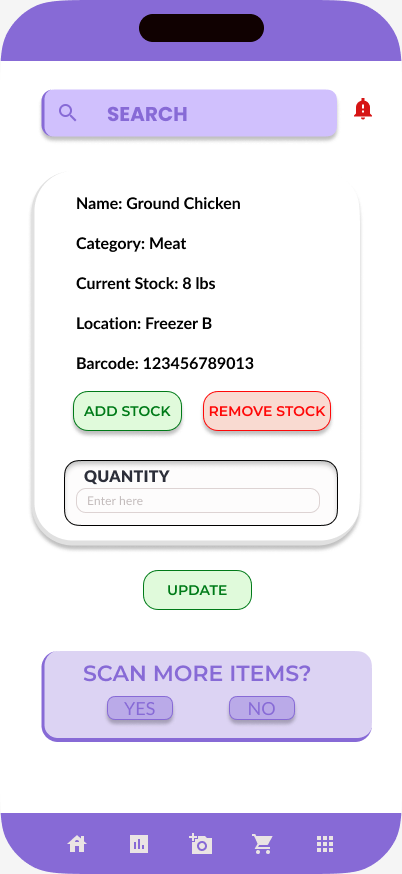 SEARCH
Name: Ground Chicken
Category: Meat
Current Stock: 8 lbs
Location: Freezer B
Barcode: 123456789013
ADD STOCK
REMOVE STOCK
QUANTITY
Enter here
UPDATE
SCAN MORE ITEMS?
YES
NO